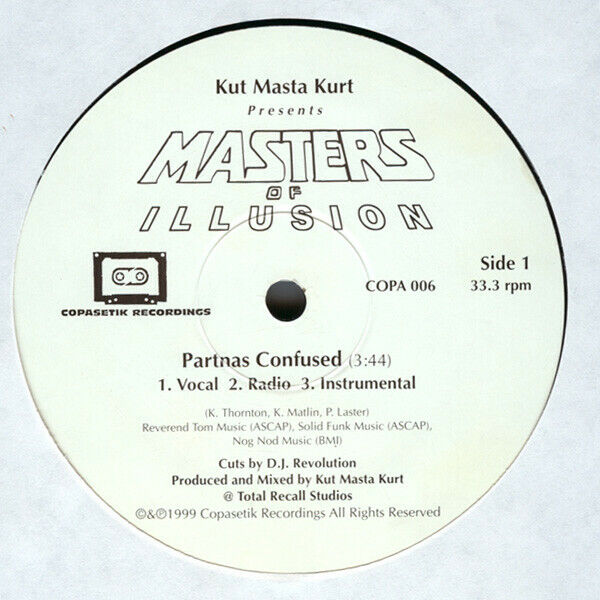 Kut Masta Kurt
Presents
MASTERS
OF
ILLUSION
COPASETIK RECORDINGS
COPA 006
Side 1
33.3 rpm
Partnas Confused (3:44)
1. Vocal 2. Radio 3. Instrumental
(K. Thornton, K. Matlin, P. Laster)
Reverend Tom Music (ASCAP), Solid Funk Music (ASCAP),
Nog Nod Music (BMI)
Cuts by D.J. Revolution
Produced and Mixed by Kut Masta Kurt
@ Total Recall Studios
©&℗1999 Copasetik Recordings All Rights Reserved